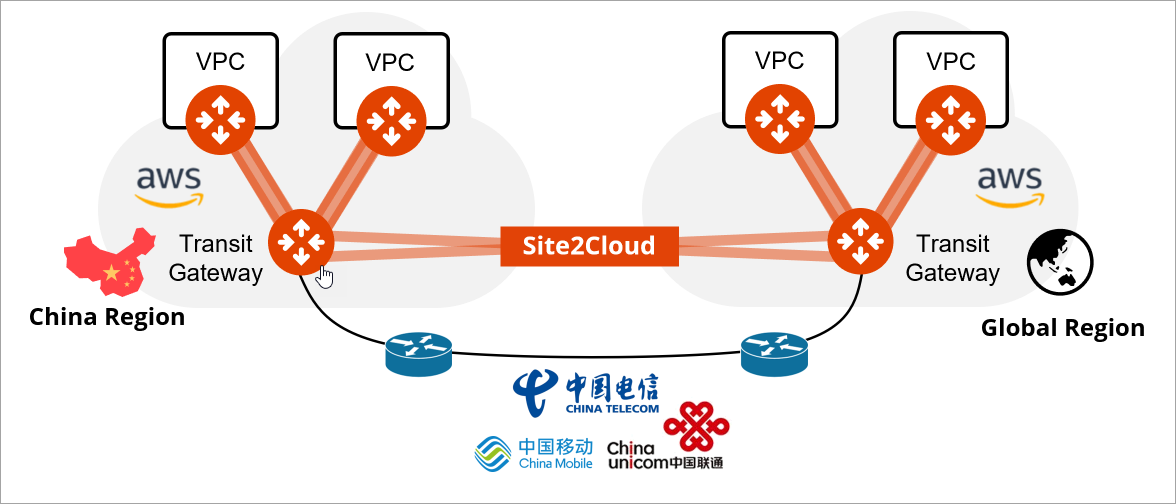 VPC
VPC
VPC
VPC
aws
aws
Transit
Gateway
Site2Cloud
Transit
Gateway
China Region
Global Region
中国电信
CHINA TELECOM
中国移动
China Mobile
China
unicom中国联通